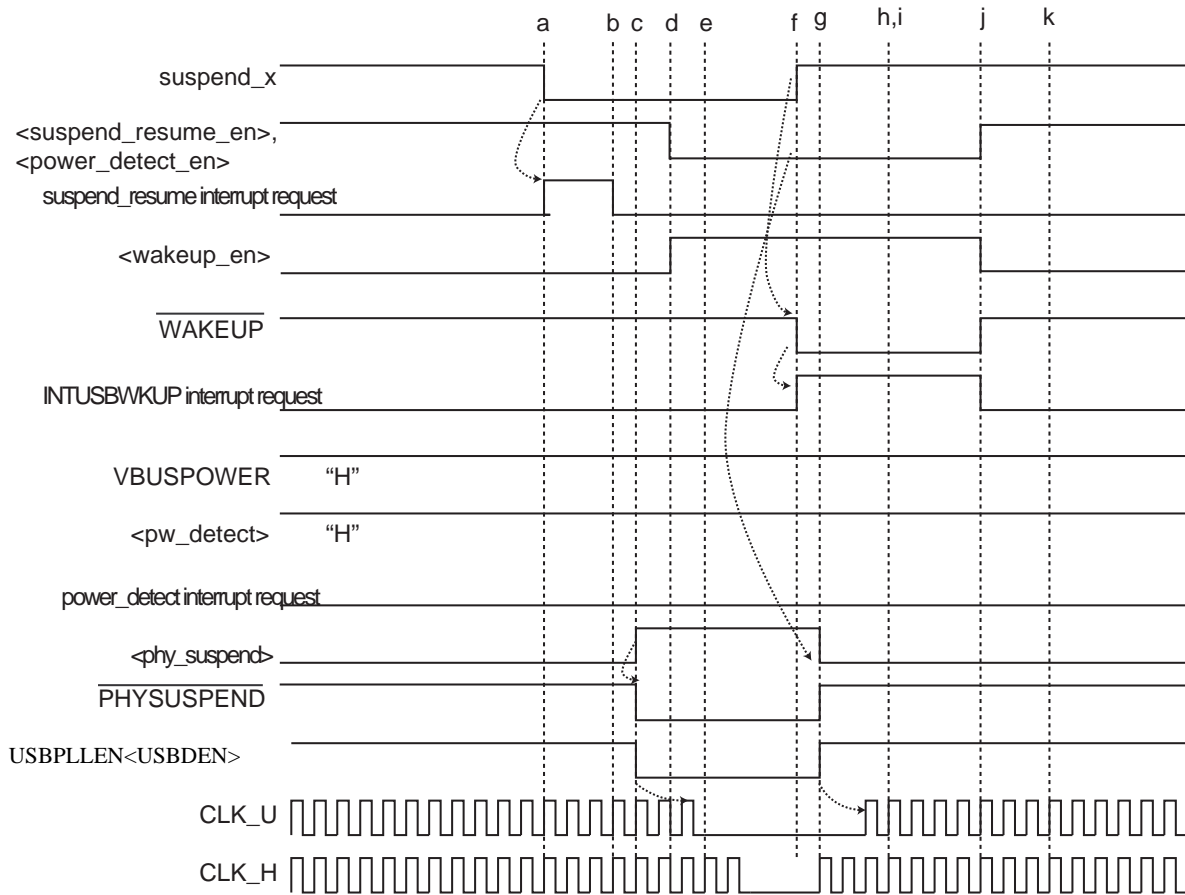 a b c d e f g h,i j k
suspend_x
<suspend_resume_en>,
<power_detect_en>
suspend_resume interrupt request
<wakeup_en>
WAKEUP
INTUSBWKUP interrupt request
VBUSPOWER “H”
<pw_detect> “H”
power_detect interrupt request
<phy_suspend>
PHYSUSPEND
USBPLLEN<USBDEN>
CLK_U
CLK_H